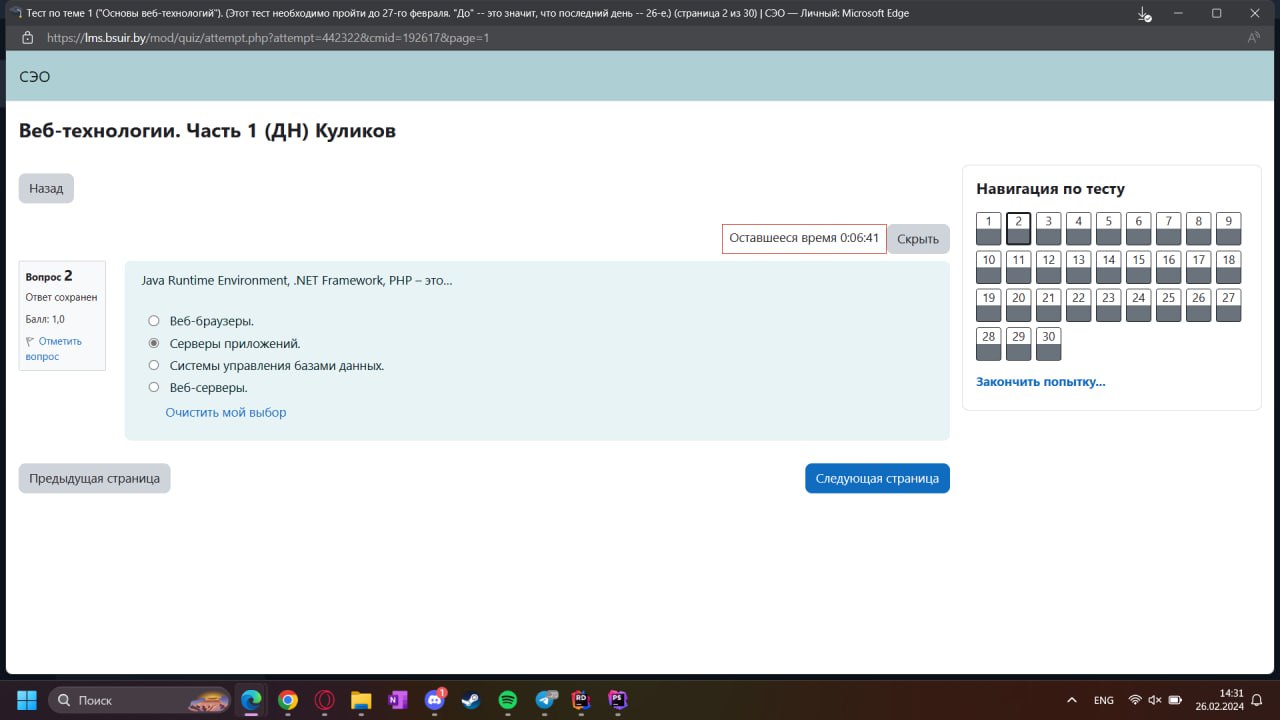 Тест по теме 1 ("Основы веб-технологий"). (Этот тест необходимо пройти до 27-го февраля. "До" -- это значит, что последний день -- 26-е.) (страница 2 из 30) | СЭО — Личный: Microsoft Edge
https://lms.bsuir.by/mod/quiz/attempt.php?attempt=442322&cmid=192617&page=1
СЭО
Веб-технологии. Часть 1 (ДН) Куликов
Назад
Оставшееся время 0:06:41
Скрыть
Вопрос 2
Ответ сохранен
Балл: 1,0
Отметить
вопрос
Java Runtime Environment, .NET Framework, PHP – это...
Веб-браузеры.
Серверы приложений.
Системы управления базами данных.
Веб-серверы.
Очистить мой выбор
Предыдущая страница
Следующая страница
Навигация по тесту
1 2 3 4 5 6 7 8 9
10 11 12 13 14 15 16 17 18
19 20 21 22 23 24 25 26 27
28 29 30
Закончить попытку...
Поиск
1
RD
PS
ENG
14:31
26.02.2024